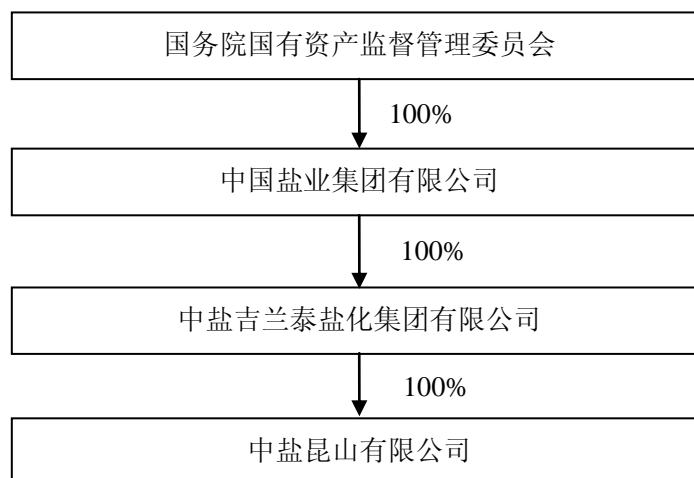 国务院国有资产监督管理委员会
100%
中国盐业集团有限公司
100%
中盐吉兰泰盐化集团有限公司
100%
中盐昆山有限公司